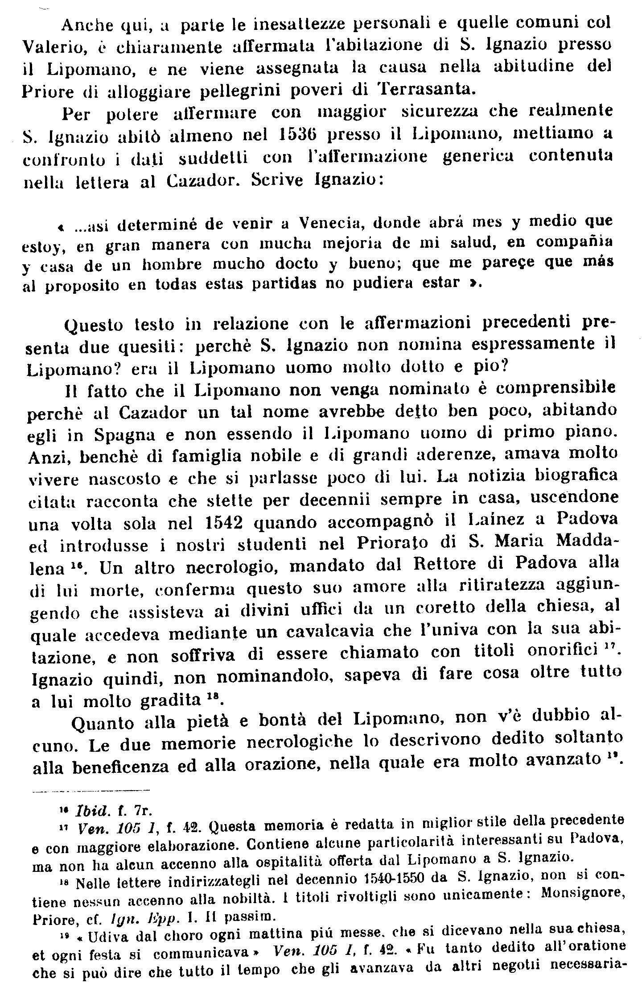 Anche qui, a parte le inesattezze personali e quelle comuni col
Valerio, è chiaramente affermata l'abitazione di S. Ignazio presso
il Lipomano, e ne viene assegnata la causa nella abitudine del
Priore di alloggiare pellegrini poveri di Terrasanta.
Per potere affermare con maggior sicurezza che realmente
S. Ignazio abitò almeno nel 1536 presso il Lipomano, mettiamo a
confronto i dati suddetti con l'affermazione generica contenuta
nella lettera al Cazador. Scrive Ignazio:
« ...asi determiné de venir a Venecia, donde abrá mes y medio que
estoy, en gran manera con mucha mejoria de mi salud, en compañia
y casa de un hombre mucho docto y bueno; que me pareçe que más
al proposito en todas estas partidas no pudiera estar ».
Questo testo in relazione con le affermazioni precedenti pre-
senta due quesiti: perchè S. Ignazio non nomina espressamente il
Lipomano? era il Lipomano uomo molto dotto e pio?
Il fatto che il Lipomano non venga nominato è comprensibile
perchè al Cazador un tal nome avrebbe detto ben poco, abitando
egli in Spagna e non essendo il Lipomano uomo di primo piano.
Anzi, benchè di famiglia nobile e di grandi aderenze, amava molto
vivere nascosto e che si parlasse poco di lui. La notizia biografica
citata racconta che stette per decennii sempre in casa, uscendone
una volta sola nel 1542 quando accompagnò il Laínez a Padova
ed introdusse i nostri studenti nel Priorato di S. Maria Madda-
lena ¹⁶. Un altro necrologio, mandato dal Rettore di Padova alla
di lui morte, conferma questo suo amore alla ritiratezza aggiun-
gendo che assisteva ai divini uffici da un coretto della chiesa, al
quale accedeva mediante un cavalcavia che l'univa con la sua abi-
tazione, e non soffriva di essere chiamato con titoli onorifici ¹⁷.
Ignazio quindi, non nominandolo, sapeva di fare cosa oltre tutto
a lui molto gradita ¹⁸.
Quanto alla pietà e bontà del Lipomano, non v'è dubbio al-
cuno. Le due memorie necrologiche lo descrivono dedito soltanto
alla beneficenza ed alla orazione, nella quale era molto avanzato ¹⁹.
¹⁶ Ibid. f. 7r.
¹⁷ Ven. 105 I, f. 42. Questa memoria è redatta in miglior stile della precedente
e con maggiore elaborazione. Contiene alcune particolarità interessanti su Padova,
ma non ha alcun accenno alla ospitalità offerta dal Lipomano a S. Ignazio.
¹⁸ Nelle lettere indirizzategli nel decennio 1540-1550 da S. Ignazio, non si con-
tiene nessun accenno alla nobiltà. I titoli rivoltigli sono unicamente: Monsignore,
Priore, cf. Ign. Epp. I. II passim.
¹⁹ « Udiva dal choro ogni mattina piú messe. che si dicevano nella sua chiesa,
et ogni festa si communicava » Ven. 105 I, f. 42. « Fu tanto dedito all'oratione
che si può dire che tutto il tempo che gli avanzava da altri negotii necessaria-